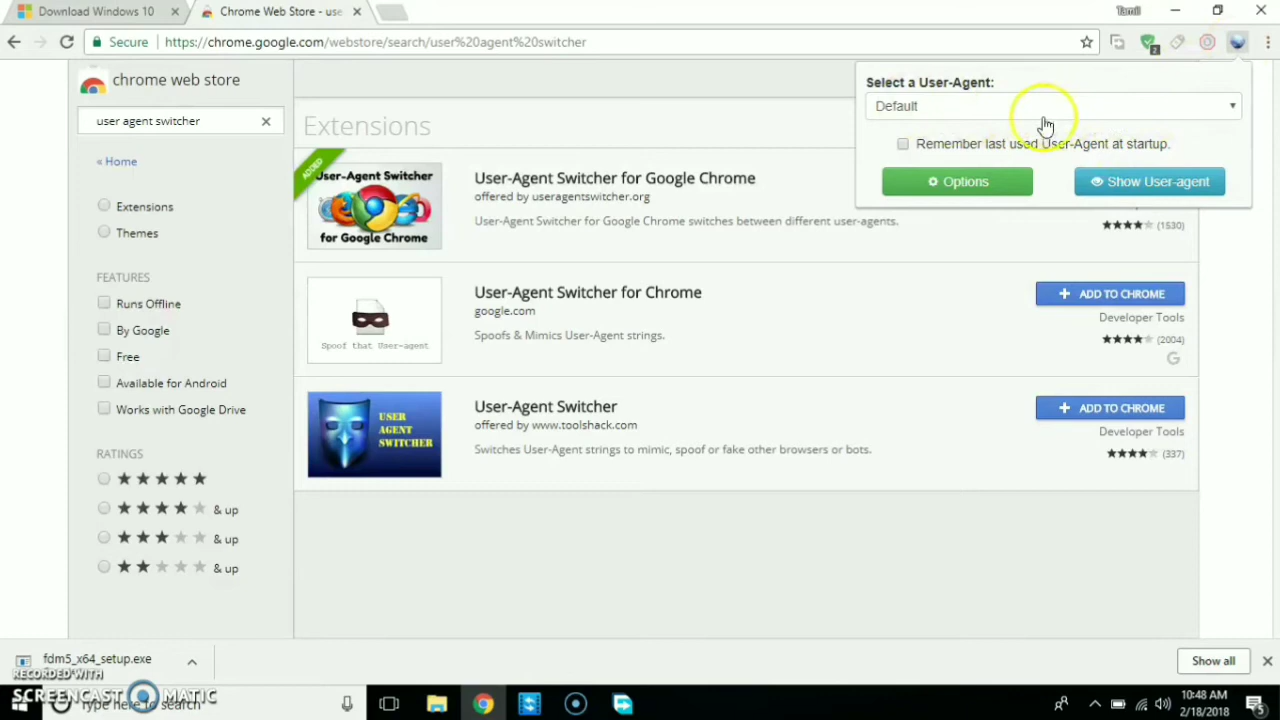 Download Windows 10
Chrome Web Store - use
Tamil
Secure
https://chrome.google.com/webstore/search/user%20agent%20switcher
2
chrome web store
user agent switcher
« Home
Extensions
Themes
FEATURES
Runs Offline
By Google
Free
Available for Android
Works with Google Drive
RATINGS
& up
& up
& up
Extensions
Select a User-Agent:
Default
Remember last used User-Agent at startup.
Options
Show User-agent
ADDED
User-Agent Switcher
for Google Chrome
User-Agent Switcher for Google Chrome
offered by useragentswitcher.org
User-Agent Switcher for Google Chrome switches between different user-agents.
(1530)
Spoof that User-agent
User-Agent Switcher for Chrome
google.com
Spoofs & Mimics User-Agent strings.
ADD TO CHROME
Developer Tools
(2004)
USER
AGENT
SWITCHER
User-Agent Switcher
offered by www.toolshack.com
Switches User-Agent strings to mimic, spoof or fake other browsers or bots.
ADD TO CHROME
Developer Tools
(337)
fdm5_x64_setup.exe
Show all
RECORDED WITH
SCREENCAST MATIC
Type here to search
10:48 AM
2/18/2018
5